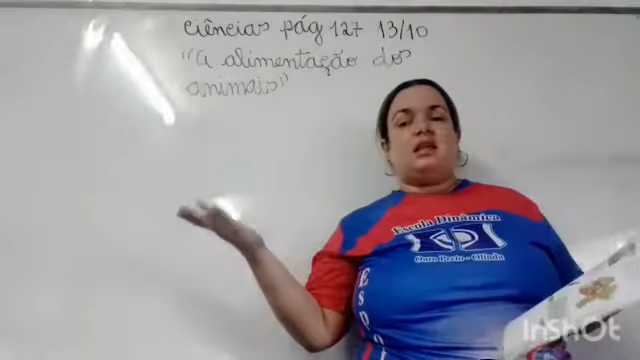 ciências pág 127 13/10
"A alimentação dos
animais"
Escola Dinâmica
Ouro Preto - Olinda
InShOt